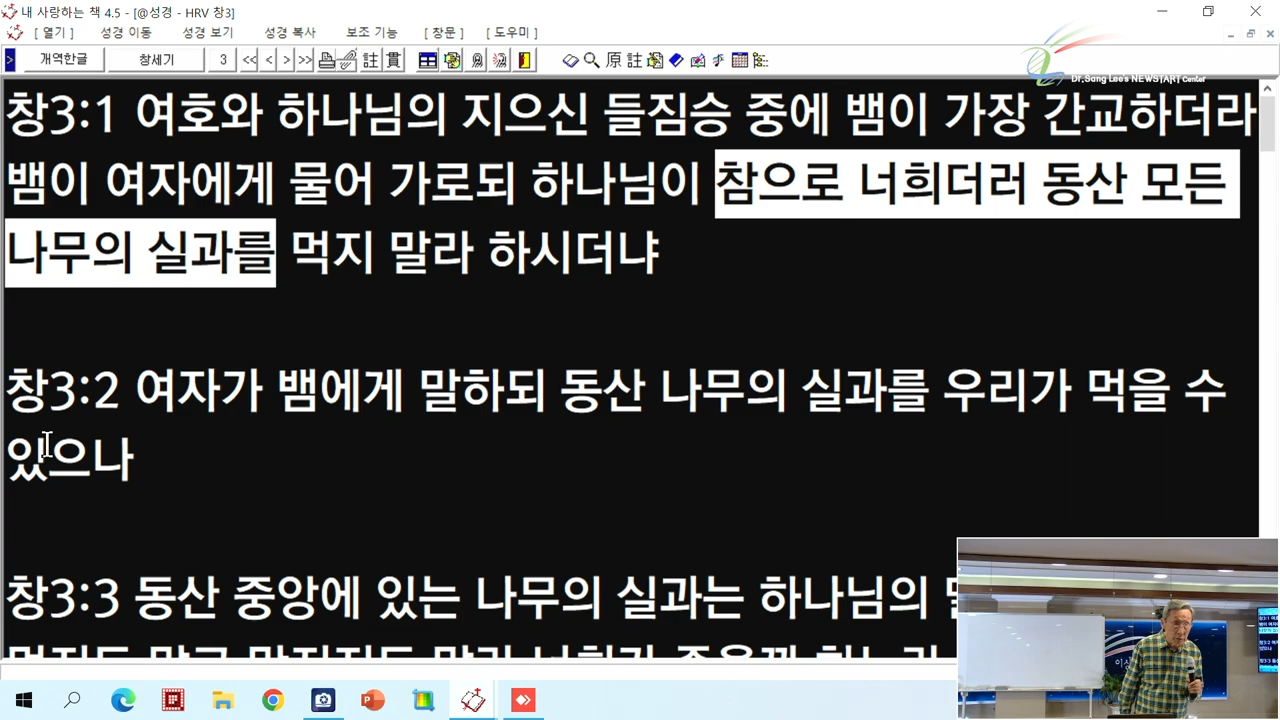 내 사랑하는 책 4.5 - [@성경 - HRV 창3]
[ 열기 ] 성경 이동 성경 보기 성경 복사 보조 기능 [ 창문 ] [ 도우미 ]
> 개역한글 창세기 3 << < > >> 註 貫 原 註
Dr.Sang Lee's NEWSTART Center
창3:1 여호와 하나님의 지으신 들짐승 중에 뱀이 가장 간교하더라
뱀이 여자에게 물어 가로되 하나님이 참으로 너희더러 동산 모든
나무의 실과를 먹지 말라 하시더냐
창3:2 여자가 뱀에게 말하되 동산 나무의 실과를 우리가 먹을 수
있으나
창3:3 동산 중앙에 있는 나무의 실과는 하나님의